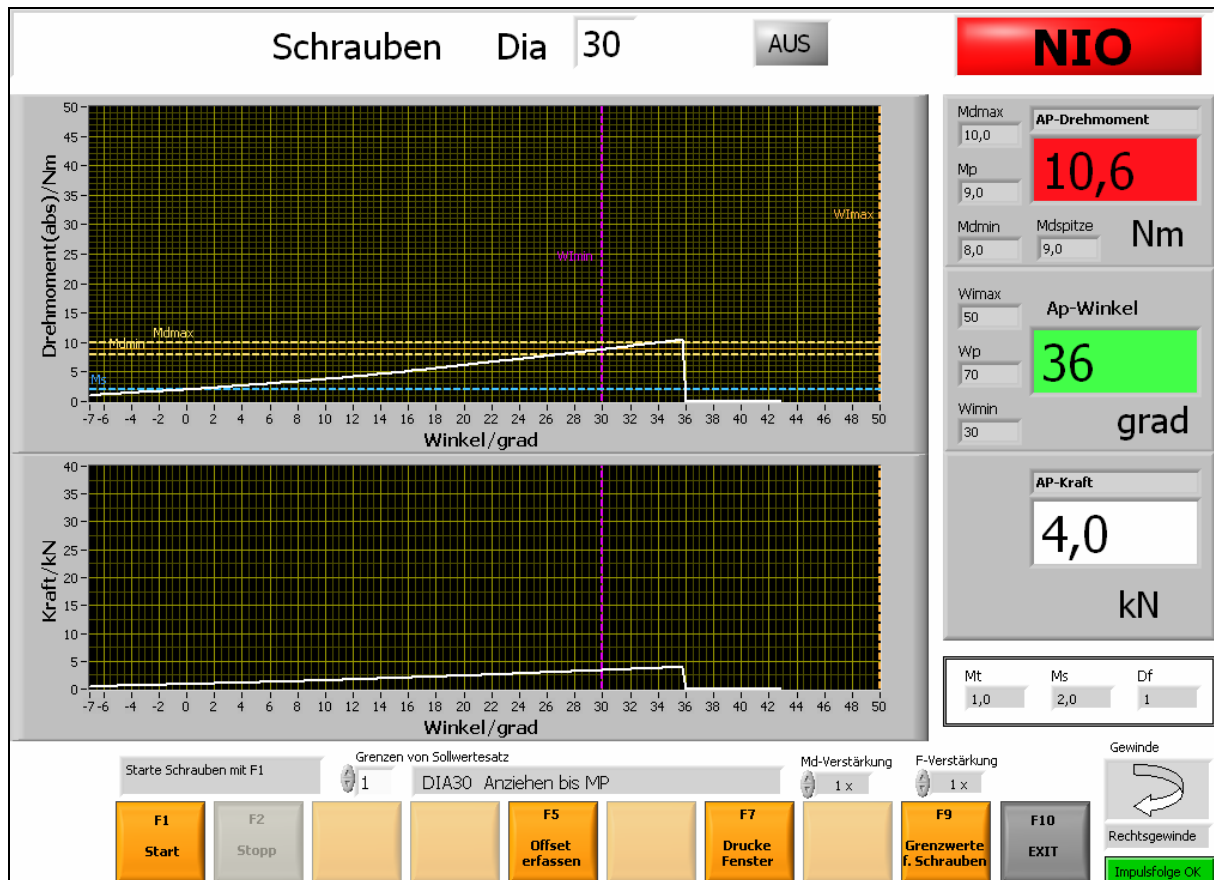 Schrauben Dia 30 AUS NIO
50
45
40
35
30
25
20
15
10
5
0
Drehmoment(abs)/Nm
WImax
WImin
Mdmax
Mdmin
Ms
-7 -6 -4 -2 0 2 4 6 8 10 12 14 16 18 20 22 24 26 28 30 32 34 36 38 40 42 44 46 48 50
Winkel/grad
40
35
30
25
20
15
10
5
0
Kraft/kN
-7 -6 -4 -2 0 2 4 6 8 10 12 14 16 18 20 22 24 26 28 30 32 34 36 38 40 42 44 46 48 50
Winkel/grad
Mdmax
10,0
Mp
9,0
Mdmin
8,0
Mdspitze
9,0
AP-Drehmoment
10,6
Nm
Wimax
50
Wp
70
Wimin
30
Ap-Winkel
36
grad
AP-Kraft
4,0
kN
Mt Ms Df
1,0 2,0 1
Starte Schrauben mit F1
Grenzen von Sollwertesatz
1 DIA30 Anziehen bis MP
Md-Verstärkung
1 x
F-Verstärkung
1 x
Gewinde
Rechtsgewinde
Impulsfolge OK
F1
Start
F2
Stopp
F5
Offset
erfassen
F7
Drucke
Fenster
F9
Grenzwerte
f. Schrauben
F10
EXIT